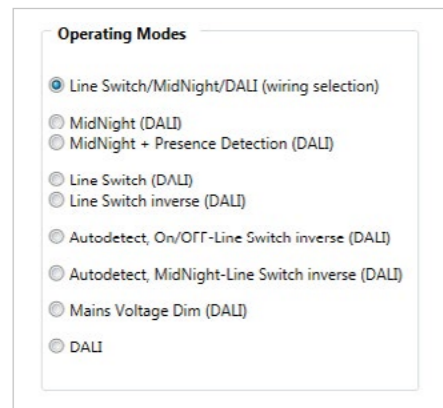 Operating Modes
Line Switch/MidNight/DALI (wiring selection)
MidNight (DALI)
MidNight + Presence Detection (DALI)
Line Switch (DALI)
Line Switch inverse (DALI)
Autodetect, On/OFF-Line Switch inverse (DALI)
Autodetect, MidNight-Line Switch inverse (DALI)
Mains Voltage Dim (DALI)
DALI